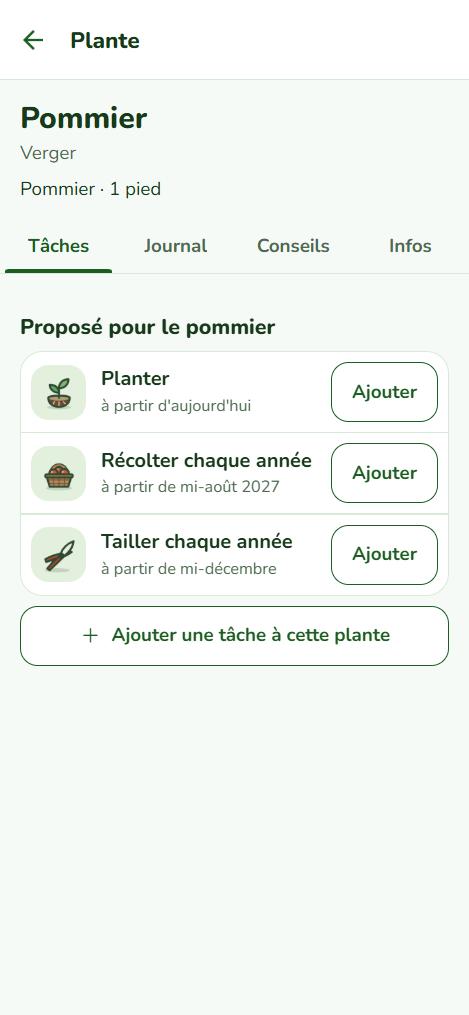 Plante
Pommier
Verger
Pommier · 1 pied
Tâches
Journal
Conseils
Infos
Proposé pour le pommier
Planter
à partir d'aujourd'hui
Ajouter
Récolter chaque année
à partir de mi-août 2027
Ajouter
Tailler chaque année
à partir de mi-décembre
Ajouter
+ Ajouter une tâche à cette plante